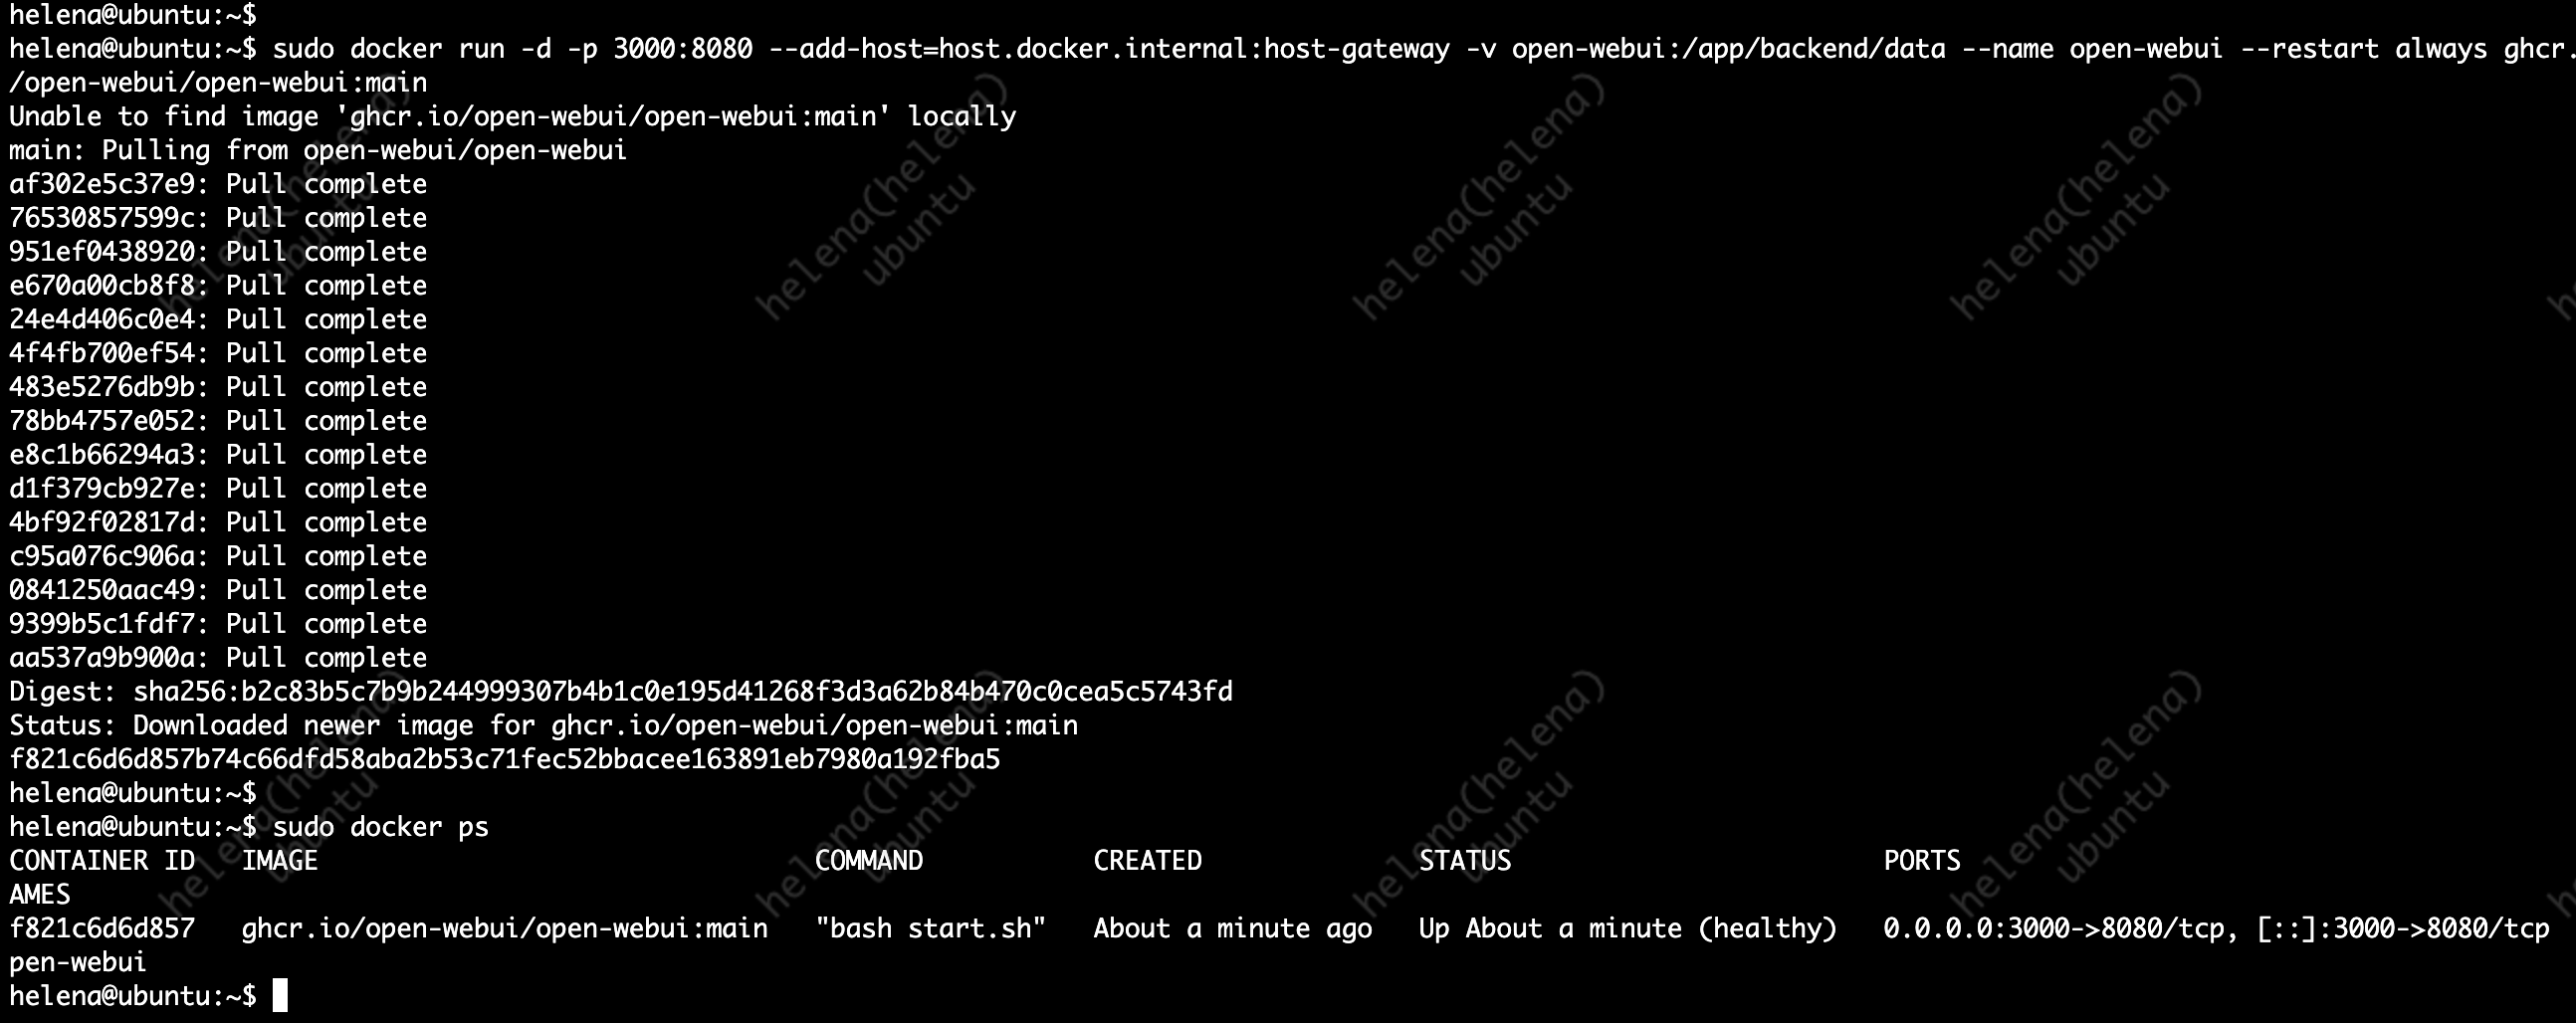 helena@ubuntu:~$
helena@ubuntu:~$ sudo docker run -d -p 3000:8080 --add-host=host.docker.internal:host-gateway -v open-webui:/app/backend/data --name open-webui --restart always ghcr.
/open-webui/open-webui:main
Unable to find image 'ghcr.io/open-webui/open-webui:main' locally
main: Pulling from open-webui/open-webui
af302e5c37e9: Pull complete
76530857599c: Pull complete
951ef0438920: Pull complete
e670a00cb8f8: Pull complete
24e4d406c0e4: Pull complete
4f4fb700ef54: Pull complete
483e5276db9b: Pull complete
78bb4757e052: Pull complete
e8c1b66294a3: Pull complete
d1f379cb927e: Pull complete
4bf92f02817d: Pull complete
c95a076c906a: Pull complete
0841250aac49: Pull complete
9399b5c1fdf7: Pull complete
aa537a9b900a: Pull complete
Digest: sha256:b2c83b5c7b9b244999307b4b1c0e195d41268f3d3a62b84b470c0cea5c5743fd
Status: Downloaded newer image for ghcr.io/open-webui/open-webui:main
f821c6d6d857b74c66dfd58aba2b53c71fec52bbacee163891eb7980a192fba5
helena@ubuntu:~$
helena@ubuntu:~$ sudo docker ps
CONTAINER ID IMAGE COMMAND CREATED STATUS PORTS
AMES
f821c6d6d857 ghcr.io/open-webui/open-webui:main "bash start.sh" About a minute ago Up About a minute (healthy) 0.0.0.0:3000->8080/tcp, [::]:3000->8080/tcp
pen-webui
helena@ubuntu:~$
helena(helena)
ubuntu
helena(helena)
ubuntu
helena(helena)
ubuntu
helena(helena)
ubuntu
helena(helena)
ubuntu
helena(helena)
ubuntu
helena(helena)
ubuntu
helena(helena)
ubuntu